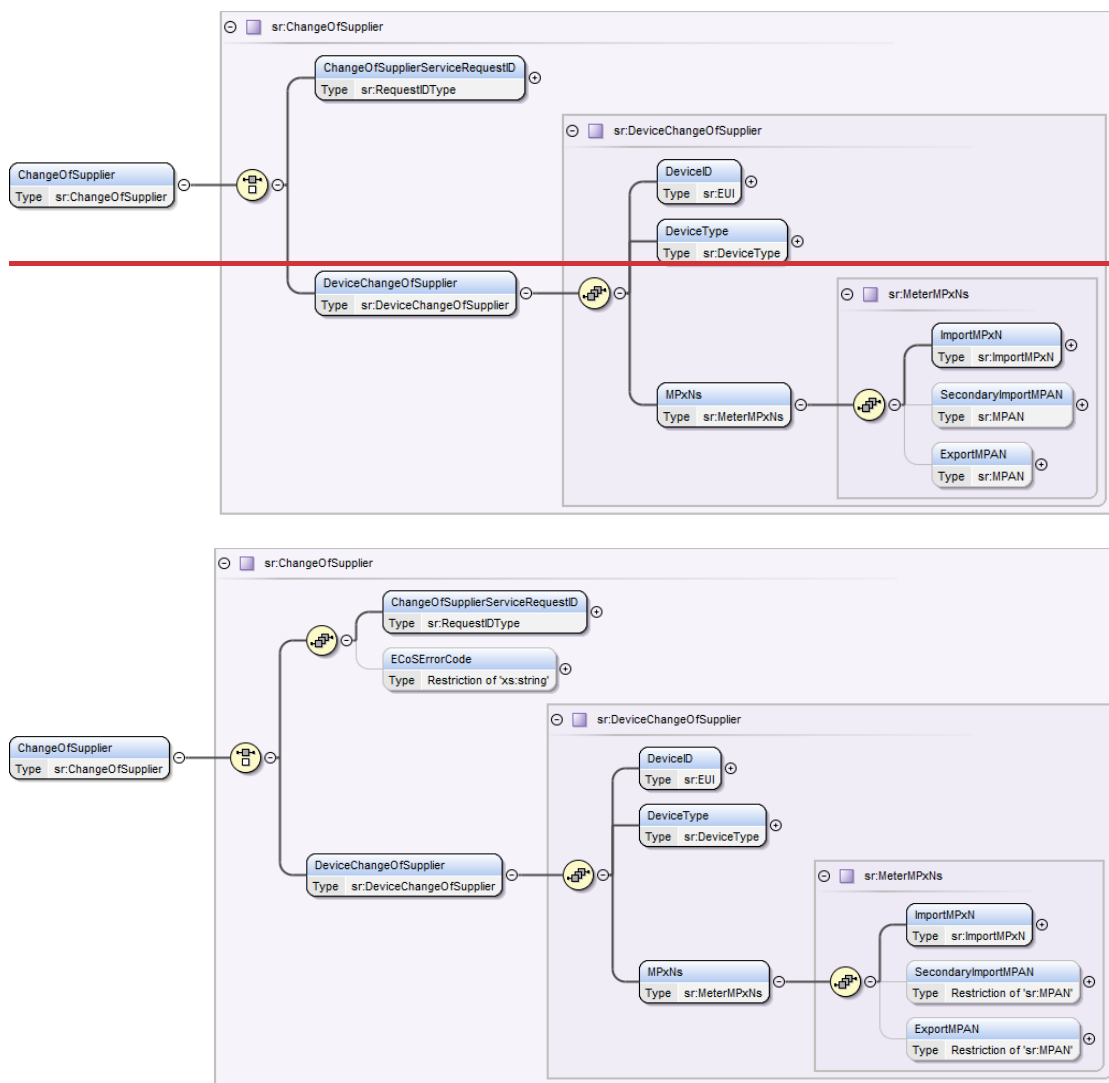 sr:ChangeOfSupplier
ChangeOfSupplierServiceRequestID
Type sr:RequestIDType
sr:DeviceChangeOfSupplier
DeviceID
Type sr:EUI
ChangeOfSupplier
Type sr:ChangeOfSupplier
DeviceType
Type sr:DeviceType
DeviceChangeOfSupplier
Type sr:DeviceChangeOfSupplier
sr:MeterMPxNs
ImportMPxN
Type sr:ImportMPxN
MPxNs
Type sr:MeterMPxNs
SecondaryImportMPAN
Type sr:MPAN
ExportMPAN
Type sr:MPAN
sr:ChangeOfSupplier
ChangeOfSupplierServiceRequestID
Type sr:RequestIDType
ECoSErrorCode
Type Restriction of 'xs:string'
sr:DeviceChangeOfSupplier
ChangeOfSupplier
Type sr:ChangeOfSupplier
DeviceID
Type sr:EUI
DeviceType
Type sr:DeviceType
DeviceChangeOfSupplier
Type sr:DeviceChangeOfSupplier
sr:MeterMPxNs
ImportMPxN
Type sr:ImportMPxN
MPxNs
Type sr:MeterMPxNs
SecondaryImportMPAN
Type Restriction of 'sr:MPAN'
ExportMPAN
Type Restriction of 'sr:MPAN'